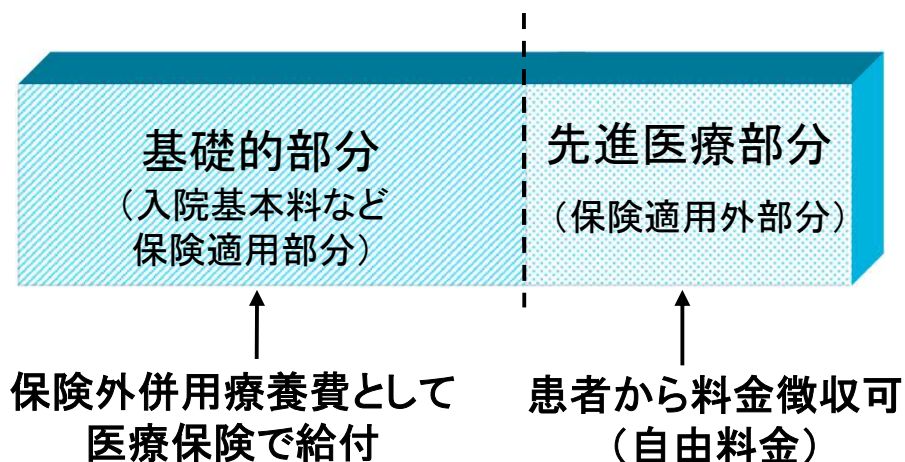 基礎的部分
（入院基本料など
保険適用部分）
先進医療部分
（保険適用外部分）
保険外併用療養費として
医療保険で給付
患者から料金徴収可
（自由料金）